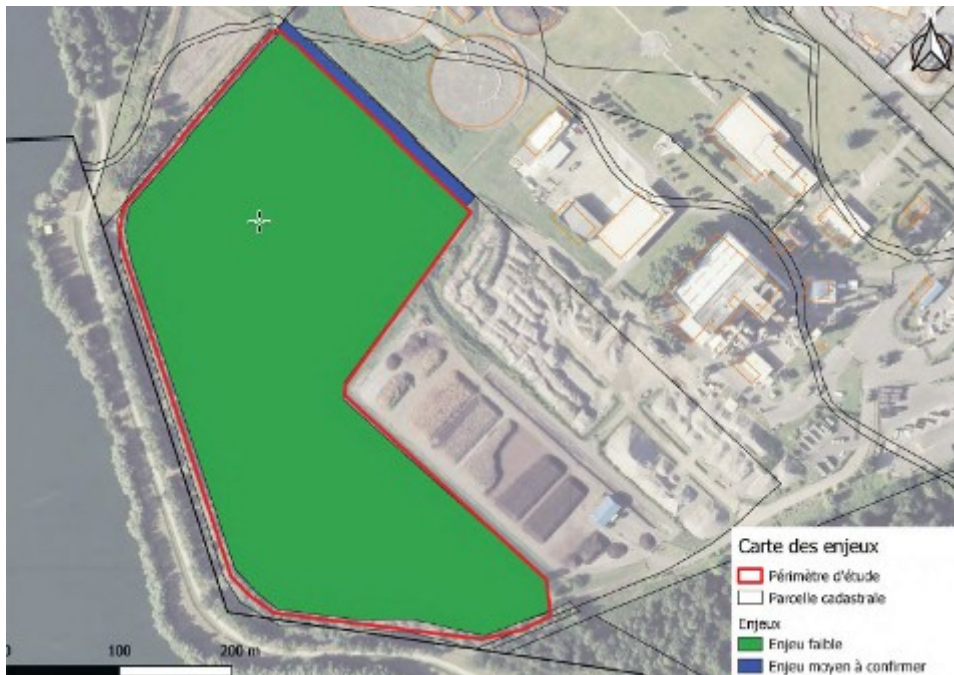 Carte des enjeux
Périmètre d'étude
Parcelle cadastrale
Enjeux
Enjeu faible
Enjeu moyen à confirmer
0 100 200 m